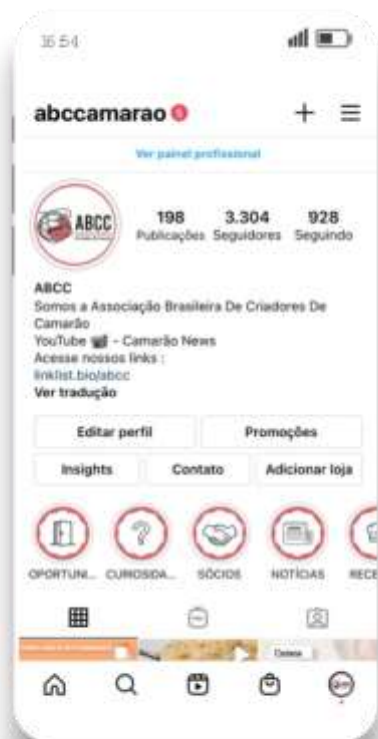 16:54
abccamarao 5
Ver painel profissional
ABCC
198 3.304 928
Publicações Seguidores Seguindo
ABCC
Somos a Associação Brasileira De Criadores De
Camarão
YouTube 📹 - Camarão News
Acesse nossos links :
linklist.bio/abcc
Ver tradução
Editar perfil Promoções
Insights Contato Adicionar loja
OPORTUNI... CURIOSIDA... SÓCIOS NOTÍCIAS RECE